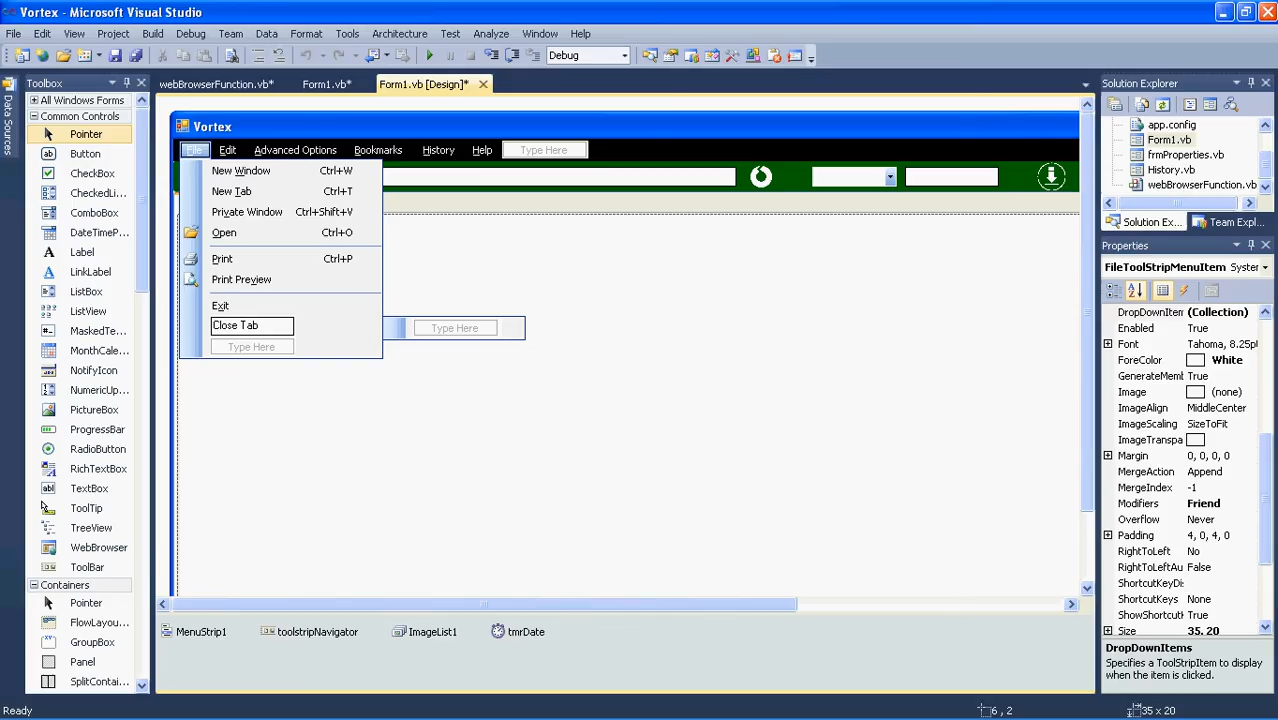 Vortex - Microsoft Visual Studio
File Edit View Project Build Debug Team Data Format Tools Architecture Test Analyze Window Help
Debug
Data Sources
Toolbox
All Windows Forms
Common Controls
Pointer
Button
CheckBox
CheckedLi...
ComboBox
DateTimeP...
Label
LinkLabel
ListBox
ListView
MaskedTe...
MonthCale...
NotifyIcon
NumericUp...
PictureBox
ProgressBar
RadioButton
RichTextBox
TextBox
ToolTip
TreeView
WebBrowser
ToolBar
Containers
Pointer
FlowLayou...
GroupBox
Panel
SplitContai...
webBrowserFunction.vb* Form1.vb* Form1.vb [Design]*
Vortex
File Edit Advanced Options Bookmarks History Help Type Here
New Window Ctrl+W
New Tab Ctrl+T
Private Window Ctrl+Shift+V
Open Ctrl+O
Print Ctrl+P
Print Preview
Exit
Close Tab
Type Here
Type Here
MenuStrip1 toolstripNavigator ImageList1 tmrDate
Solution Explorer
app.config
Form1.vb
frmProperties.vb
History.vb
webBrowserFunction.vb
Solution Ex... Team Expl...
Properties
FileToolStripMenuItem System
DropDownItem (Collection)
Enabled True
Font Tahoma, 8.25pt
ForeColor White
GenerateMemb True
Image (none)
ImageAlign MiddleCenter
ImageScaling SizeToFit
ImageTranspa
Margin 0, 0, 0, 0
MergeAction Append
MergeIndex -1
Modifiers Friend
Overflow Never
Padding 4, 0, 4, 0
RightToLeft No
RightToLeftAu False
ShortcutKeyDi
ShortcutKeys None
ShowShortcut True
Size 35, 20
DropDownItems
Specifies a ToolStripItem to display
when the item is clicked.
Ready 6 , 2 35 x 20